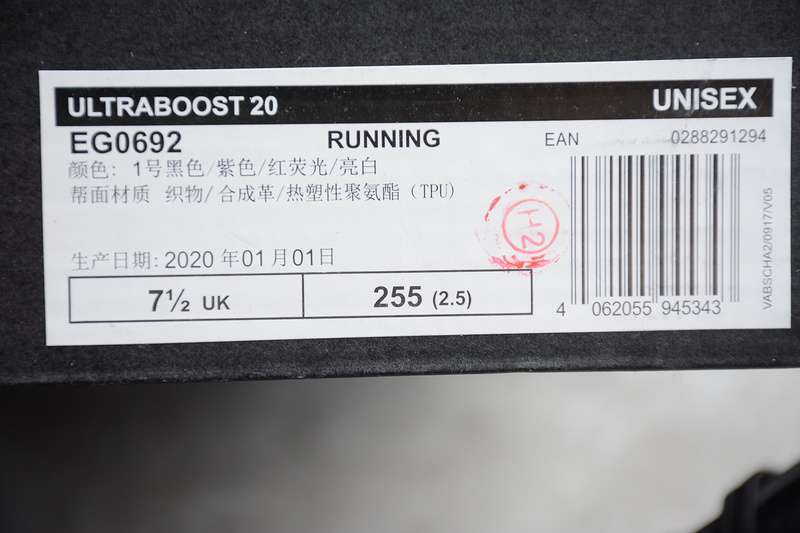 ULTRABOOST 20 UNISEX
EG0692 RUNNING EAN 0288291294
颜色: 1号黑色/紫色/红荧光/亮白
帮面材质 织物/合成革/热塑性聚氨酯（TPU）
H2
生产日期: 2020 年01月01日
7½ UK 255 (2.5)
4 062055 945343
VABSCHA2/0917/V05